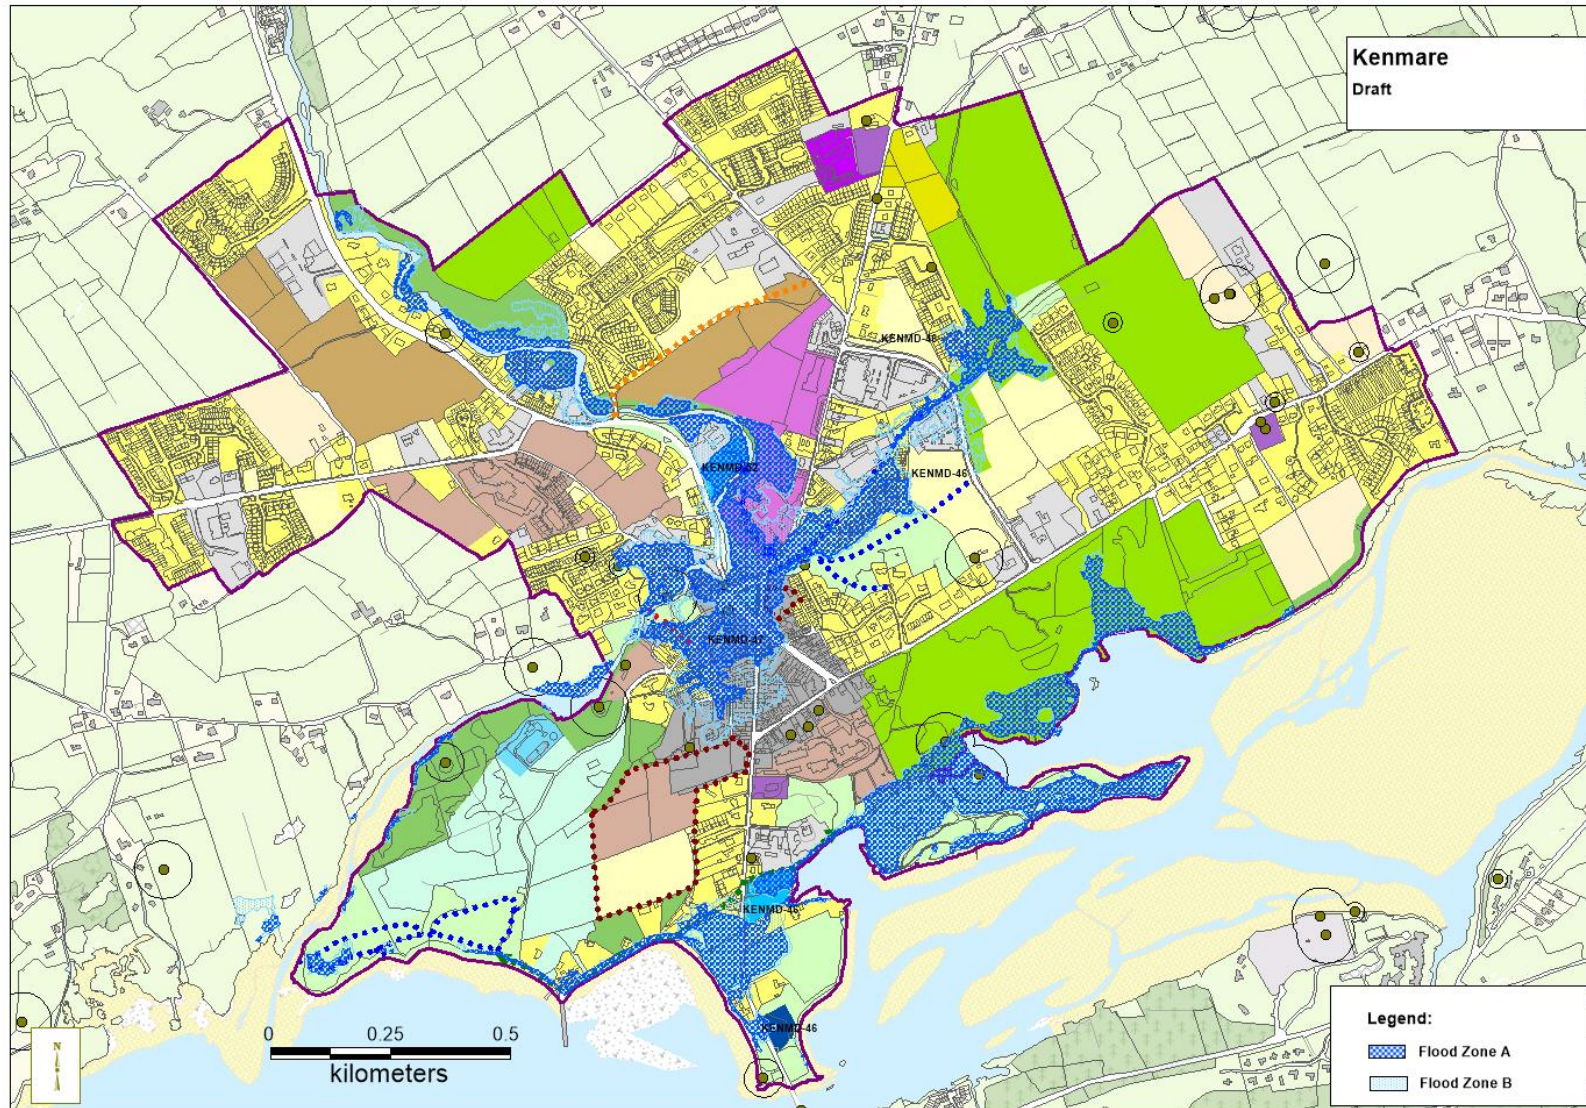 Kenmare
Draft
KENMD-48
KENMD-52
KENMD-46
KENMD-47
KENMD-46
KENMD-46
N
0 0.25 0.5
kilometers
Legend:
Flood Zone A
Flood Zone B